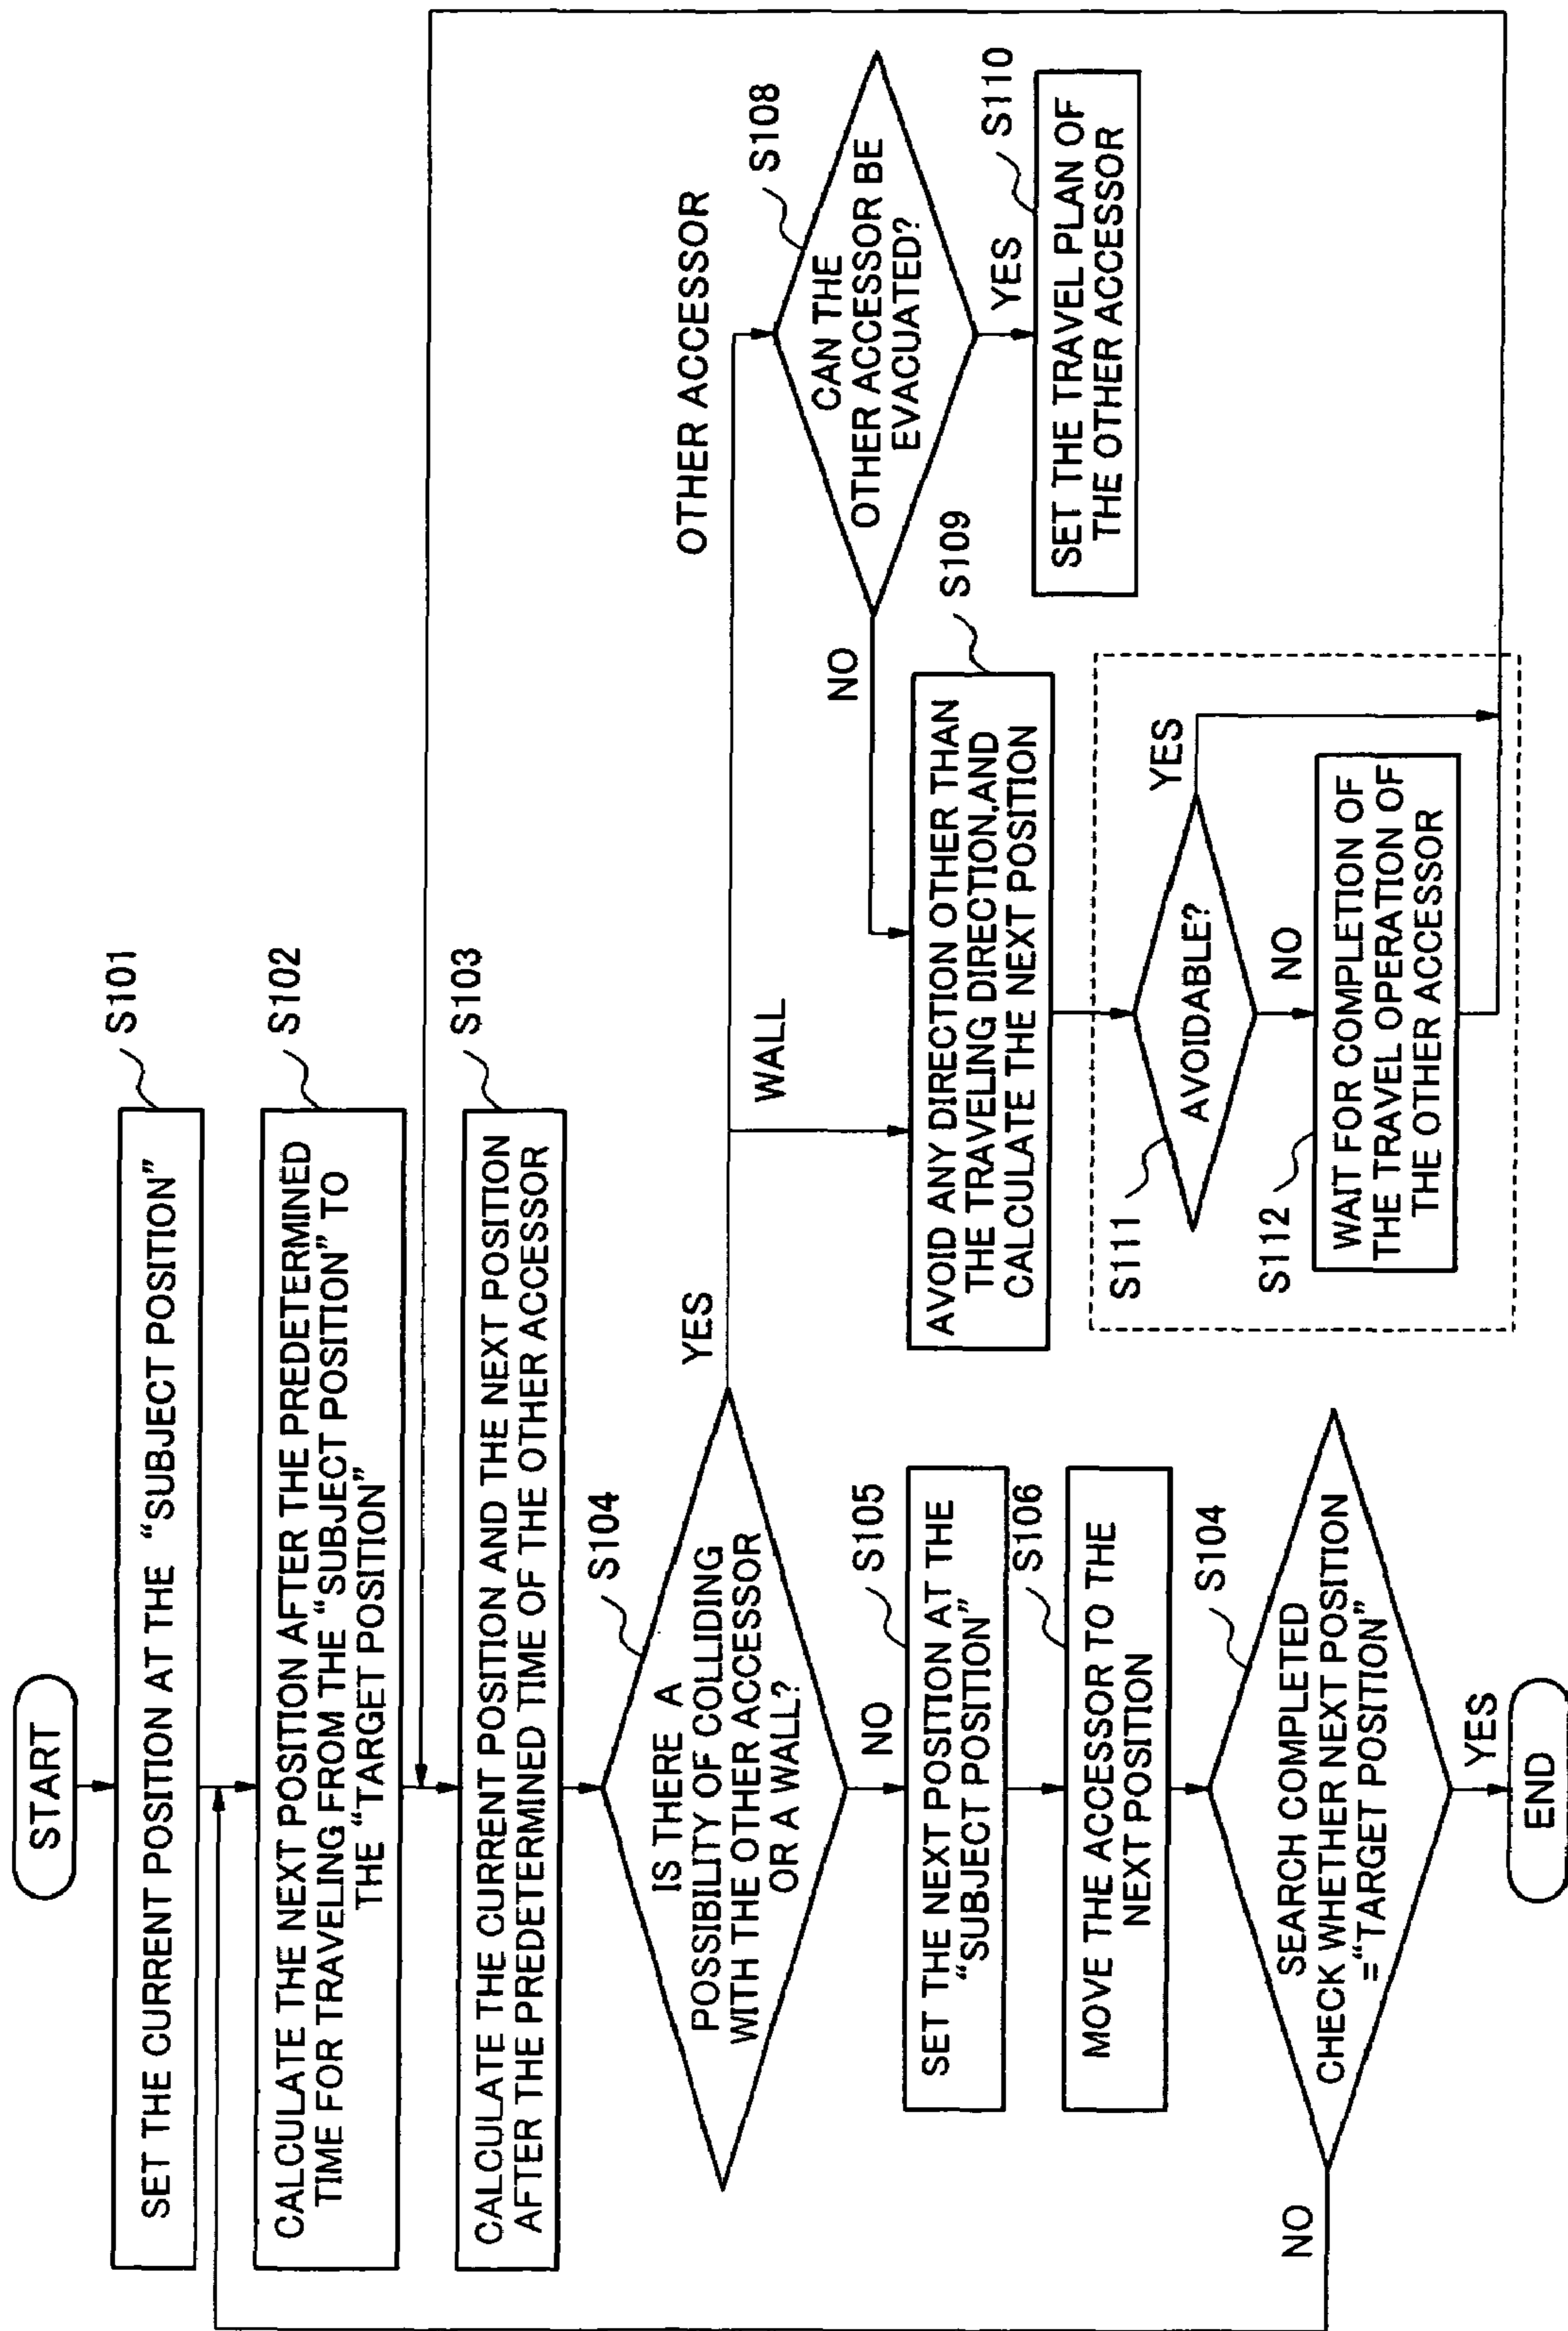 START
S101
SET THE CURRENT POSITION AT THE “SUBJECT POSITION”
S102
CALCULATE THE NEXT POSITION AFTER THE PREDETERMINED
TIME FOR TRAVELING FROM THE “SUBJECT POSITION” TO
THE “TARGET POSITION”
S103
CALCULATE THE CURRENT POSITION AND THE NEXT POSITION
AFTER THE PREDETERMINED TIME OF THE OTHER ACCESSOR
S104
IS THERE A
POSSIBILITY OF COLLIDING
WITH THE OTHER ACCESSOR
OR A WALL?
YES
NO
S105
SET THE NEXT POSITION AT THE
“SUBJECT POSITION”
S106
MOVE THE ACCESSOR TO THE
NEXT POSITION
S104
SEARCH COMPLETED
CHECK WHETHER NEXT POSITION
=“TARGET POSITION”
NO
YES
END
WALL
OTHER ACCESSOR
S108
CAN THE
OTHER ACCESSOR BE
EVACUATED?
NO
YES
S109
AVOID ANY DIRECTION OTHER THAN
THE TRAVELING DIRECTION,AND
CALCULATE THE NEXT POSITION
S110
SET THE TRAVEL PLAN OF
THE OTHER ACCESSOR
S111
AVOIDABLE?
YES
NO
S112
WAIT FOR COMPLETION OF
THE TRAVEL OPERATION OF
THE OTHER ACCESSOR